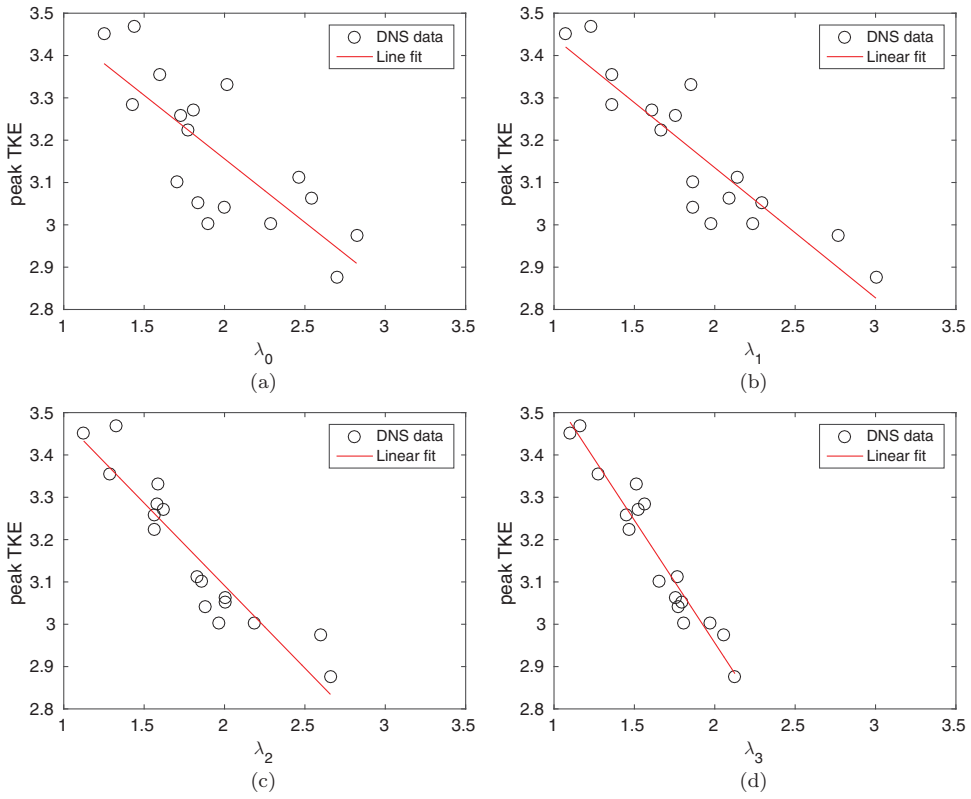 3.5
3.4
3.3
3.2
3.1
3
2.9
2.8
peak TKE
DNS data
Line fit
1
1.5
2
2.5
3
3.5
λ0
(a)
3.5
3.4
3.3
3.2
3.1
3
2.9
2.8
peak TKE
DNS data
Linear fit
1
1.5
2
2.5
3
3.5
λ1
(b)
3.5
3.4
3.3
3.2
3.1
3
2.9
2.8
peak TKE
DNS data
Linear fit
1
1.5
2
2.5
3
3.5
λ2
(c)
3.5
3.4
3.3
3.2
3.1
3
2.9
2.8
peak TKE
DNS data
Linear fit
1
1.5
2
2.5
3
3.5
λ3
(d)